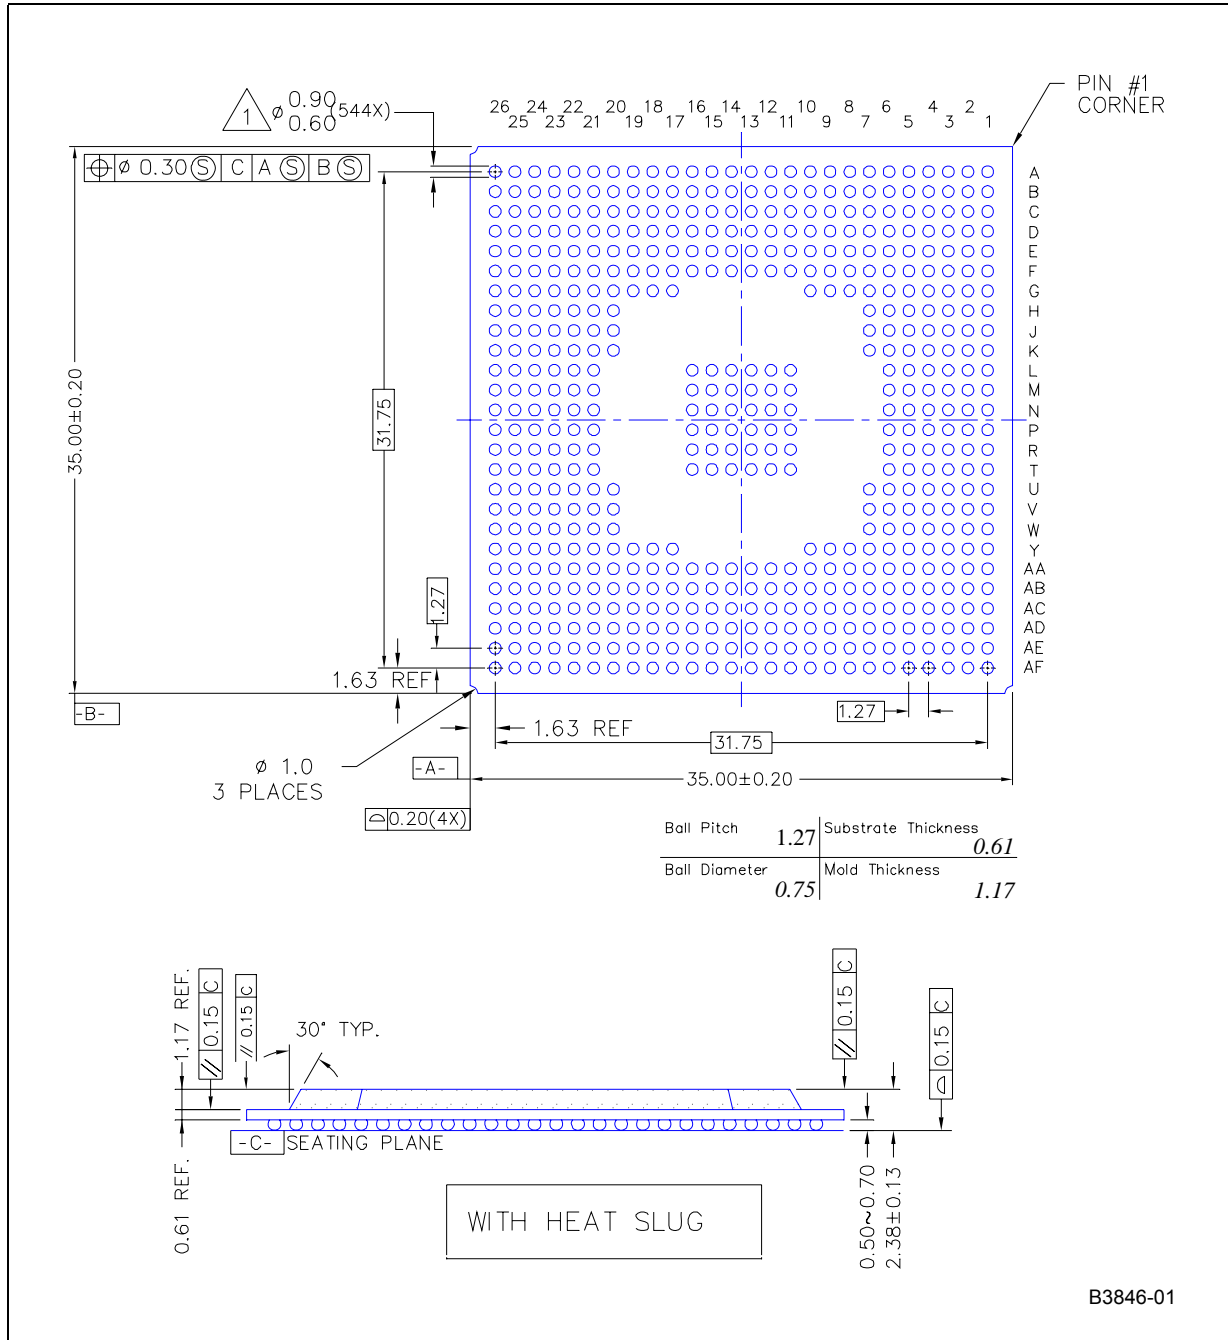 PIN #1
CORNER
1
ø 0.90
0.60 (544X)
26 24 22 20 18 16 14 12 10 8 6 4 2
25 23 21 19 17 15 13 11 9 7 5 3 1
⌖ ø 0.30 Ⓢ C A Ⓢ B Ⓢ
A
B
C
D
E
F
G
H
J
K
L
M
N
P
R
T
U
V
W
Y
AA
AB
AC
AD
AE
AF
35.00±0.20
31.75
1.27
1.63 REF
-B-
1.63 REF
1.27
31.75
ø 1.0
3 PLACES
-A-
35.00±0.20
⌓ 0.20(4X)
Ball Pitch 1.27 Substrate Thickness 0.61
Ball Diameter 0.75 Mold Thickness 1.17
1.17 REF.
// 0.15 C
// 0.15 C
30° TYP.
// 0.15 C
⌓ 0.15 C
-C- SEATING PLANE
0.61 REF.
0.50~0.70
2.38±0.13
WITH HEAT SLUG
B3846-01